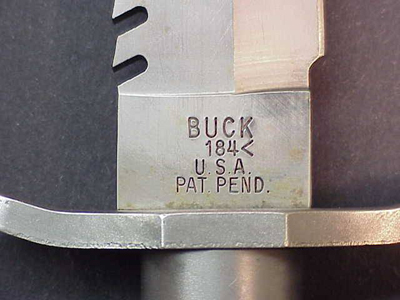 BUCK
184<
U.S.A.
PAT. PEND.